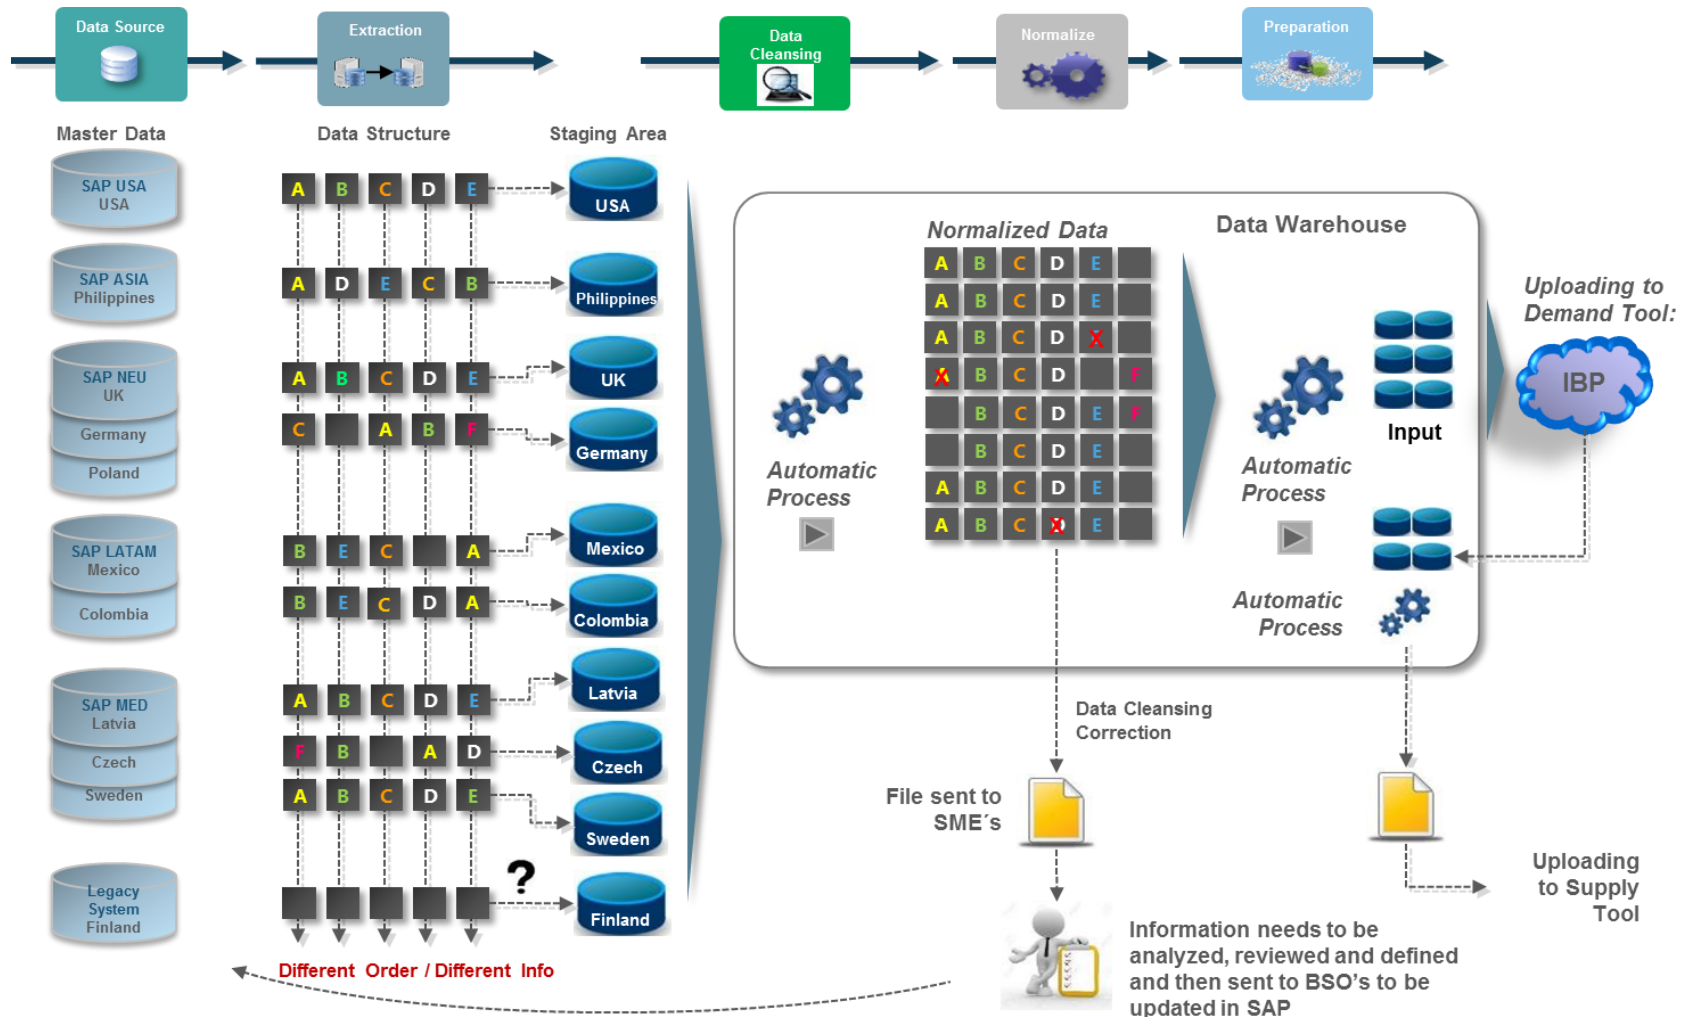 Data Source
Extraction
Data
Cleansing
Normalize
Preparation
Master Data
Data Structure
Staging Area
SAP USA
USA
A B C D E
USA
SAP ASIA
Philippines
A D E C B
Philippines
SAP NEU
UK
Germany
Poland
A B C D E
UK
C A B F
Germany
SAP LATAM
Mexico
Colombia
B E C A
Mexico
B E C D A
Colombia
SAP MED
Latvia
Czech
Sweden
A B C D E
Latvia
F B A D
Czech
A B C D E
Sweden
Legacy
System
Finland
?
Finland
Different Order / Different Info
Automatic
Process
Normalized Data
A B C D E
A B C D E
A B C D X
X B C D F
B C D E F
B C D E
A B C D E
A B C X E
Data Warehouse
Automatic
Process
Input
Automatic
Process
Uploading to
Demand Tool:
IBP
Data Cleansing
Correction
File sent to
SME´s
Information needs to be
analyzed, reviewed and defined
and then sent to BSO’s to be
updated in SAP
Uploading
to Supply
Tool